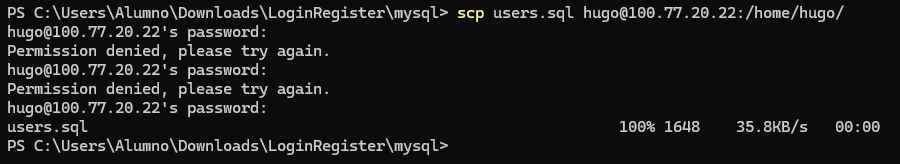 PS C:\Users\Alumno\Downloads\LoginRegister\mysql> scp users.sql hugo@100.77.20.22:/home/hugo/
hugo@100.77.20.22's password:
Permission denied, please try again.
hugo@100.77.20.22's password:
Permission denied, please try again.
hugo@100.77.20.22's password:
users.sql 100% 1648 35.8KB/s 00:00
PS C:\Users\Alumno\Downloads\LoginRegister\mysql>